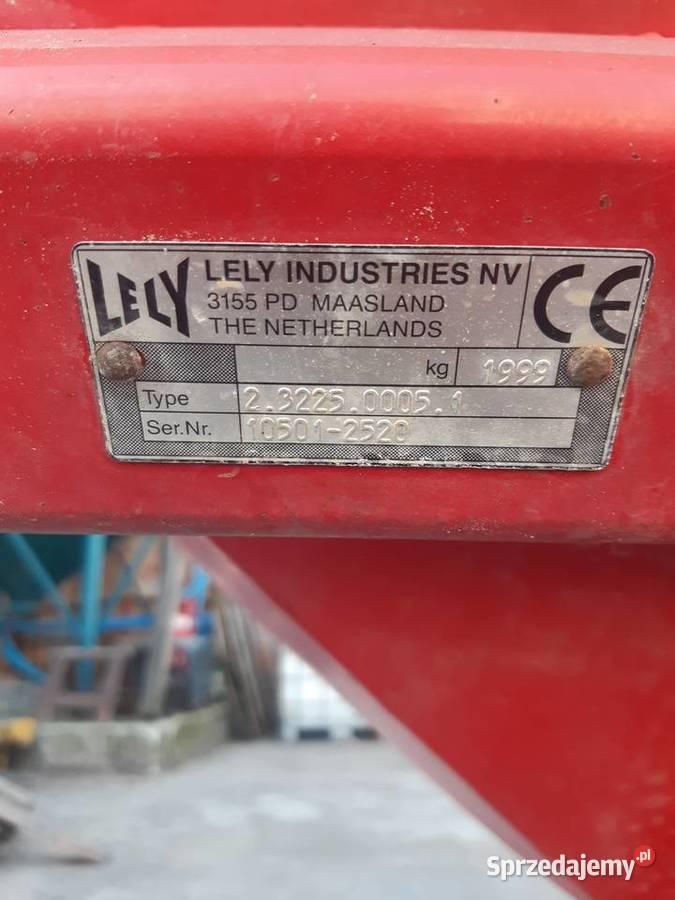 LELY
LELY INDUSTRIES NV
3155 PD MAASLAND
THE NETHERLANDS
CE
kg 1999
Type 2.3225.0005.1
Ser.Nr. 10501-2528
Sprzedajemy.pl